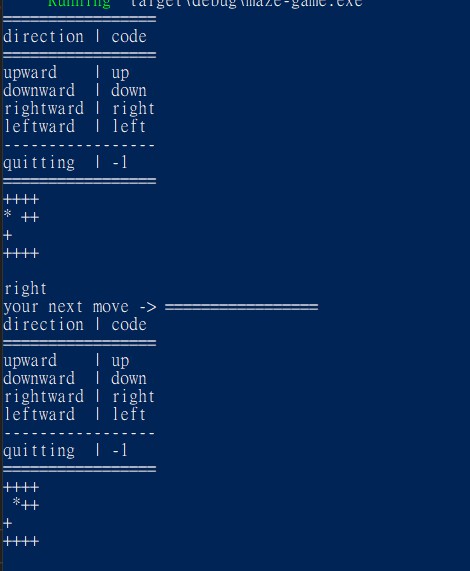 Running `target\debug\maze-game.exe`
=================
direction | code
=================
upward    | up
downward  | down
rightward | right
leftward  | left
-----------------
quitting  | -1
=================
++++
* ++
+
++++
right
your next move -> =================
direction | code
=================
upward    | up
downward  | down
rightward | right
leftward  | left
-----------------
quitting  | -1
=================
++++
 *++
+
++++